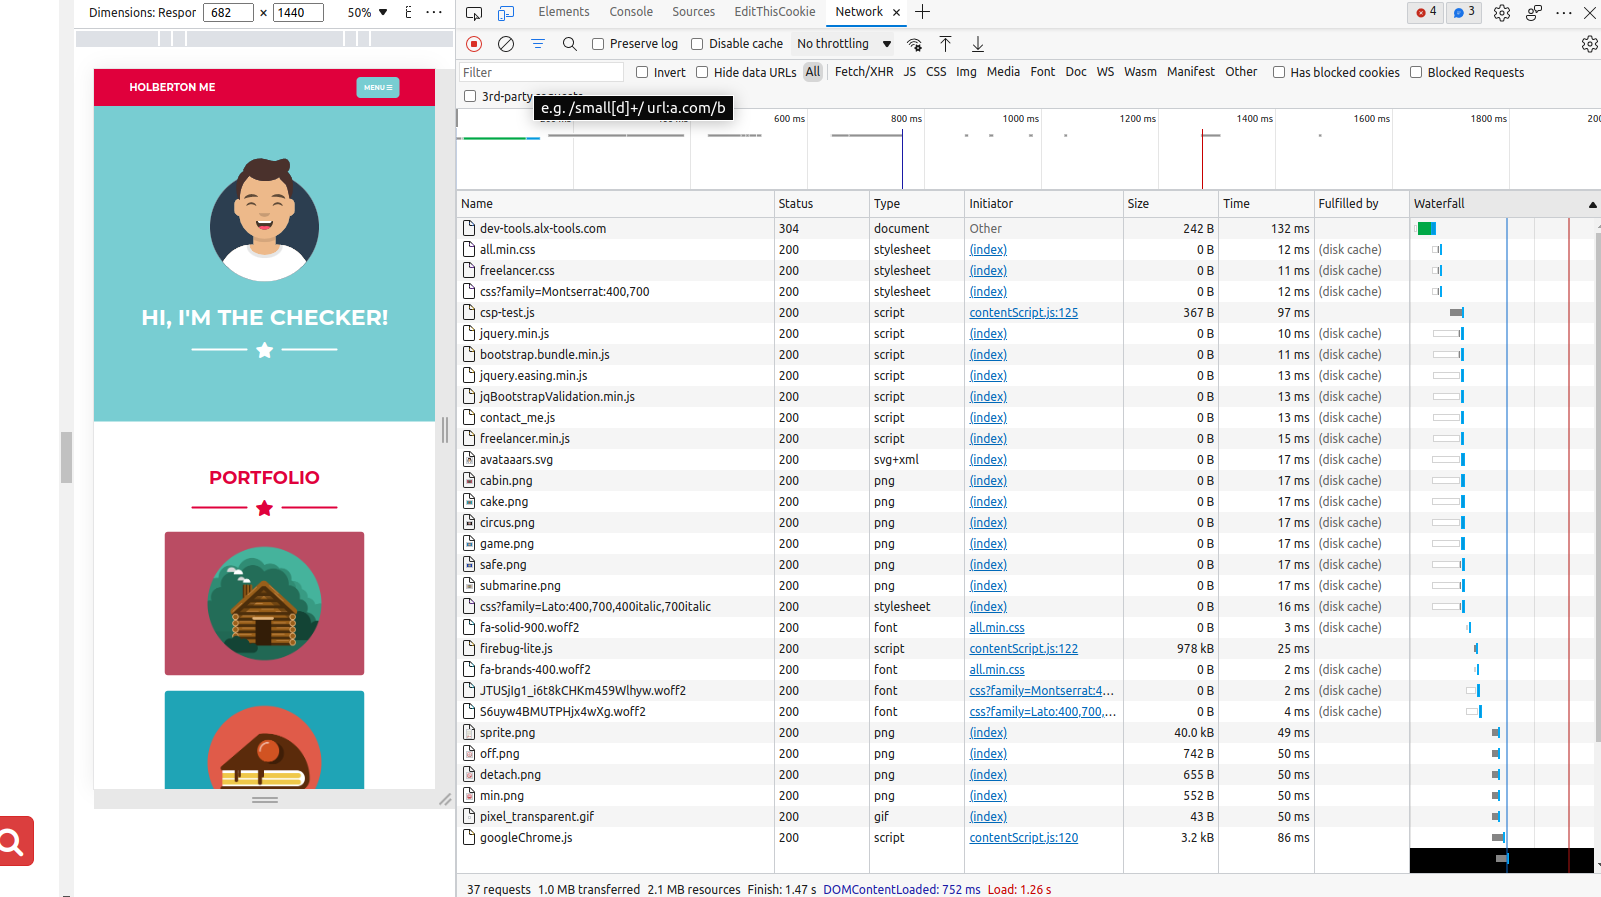 Dimensions: Respor 682 × 1440 50%
Elements Console Sources EditThisCookie Network 4 3
Preserve log Disable cache No throttling
Filter Invert Hide data URLs All Fetch/XHR JS CSS Img Media Font Doc WS Wasm Manifest Other Has blocked cookies Blocked Requests
3rd-party requests
e.g. /small[d]+/ url:a.com/b
600 ms 800 ms 1000 ms 1200 ms 1400 ms 1600 ms 1800 ms 200
HOLBERTON ME
MENU
HI, I'M THE CHECKER!
PORTFOLIO
Name Status Type Initiator Size Time Fulfilled by Waterfall
dev-tools.alx-tools.com 304 document Other 242 B 132 ms
all.min.css 200 stylesheet (index) 0 B 12 ms (disk cache)
freelancer.css 200 stylesheet (index) 0 B 11 ms (disk cache)
css?family=Montserrat:400,700 200 stylesheet (index) 0 B 12 ms (disk cache)
csp-test.js 200 script contentScript.js:125 367 B 97 ms
jquery.min.js 200 script (index) 0 B 10 ms (disk cache)
bootstrap.bundle.min.js 200 script (index) 0 B 11 ms (disk cache)
jquery.easing.min.js 200 script (index) 0 B 13 ms (disk cache)
jqBootstrapValidation.min.js 200 script (index) 0 B 13 ms (disk cache)
contact_me.js 200 script (index) 0 B 13 ms (disk cache)
freelancer.min.js 200 script (index) 0 B 15 ms (disk cache)
avataaars.svg 200 svg+xml (index) 0 B 17 ms (disk cache)
cabin.png 200 png (index) 0 B 17 ms (disk cache)
cake.png 200 png (index) 0 B 17 ms (disk cache)
circus.png 200 png (index) 0 B 17 ms (disk cache)
game.png 200 png (index) 0 B 17 ms (disk cache)
safe.png 200 png (index) 0 B 17 ms (disk cache)
submarine.png 200 png (index) 0 B 17 ms (disk cache)
css?family=Lato:400,700,400italic,700italic 200 stylesheet (index) 0 B 16 ms (disk cache)
fa-solid-900.woff2 200 font all.min.css 0 B 3 ms (disk cache)
firebug-lite.js 200 script contentScript.js:122 978 kB 25 ms
fa-brands-400.woff2 200 font all.min.css 0 B 2 ms (disk cache)
JTUSjIg1_i6t8kCHKm459Wlhyw.woff2 200 font css?family=Montserrat:4... 0 B 2 ms (disk cache)
S6uyw4BMUTPHjx4wXg.woff2 200 font css?family=Lato:400,700,... 0 B 4 ms (disk cache)
sprite.png 200 png (index) 40.0 kB 49 ms
off.png 200 png (index) 742 B 50 ms
detach.png 200 png (index) 655 B 50 ms
min.png 200 png (index) 552 B 50 ms
pixel_transparent.gif 200 gif (index) 43 B 50 ms
googleChrome.js 200 script contentScript.js:120 3.2 kB 86 ms
37 requests 1.0 MB transferred 2.1 MB resources Finish: 1.47 s DOMContentLoaded: 752 ms Load: 1.26 s